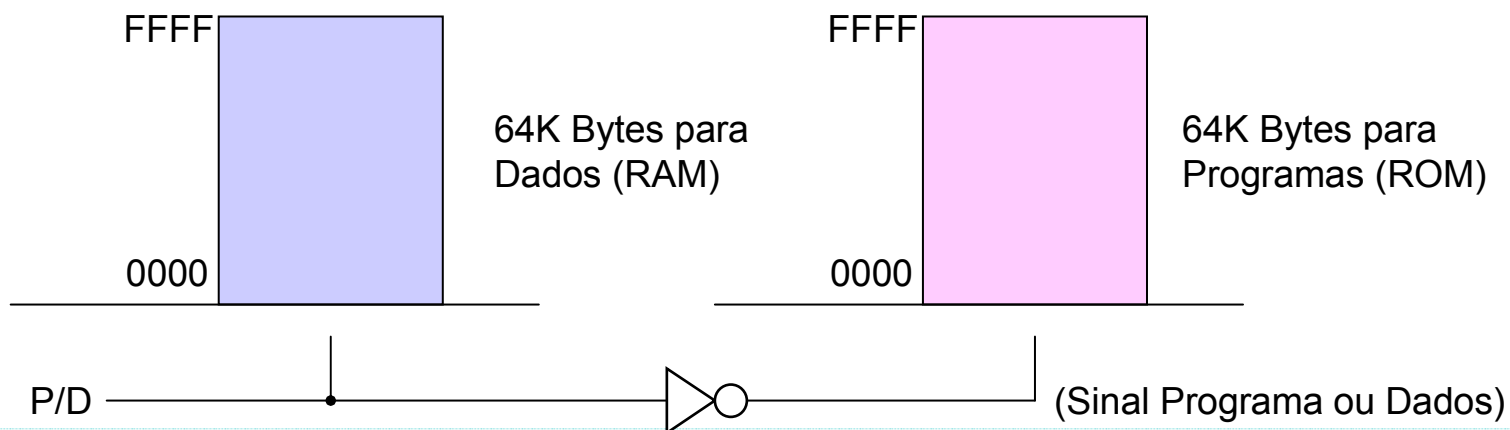 FFFF
64K Bytes para
Dados (RAM)
0000
FFFF
64K Bytes para
Programas (ROM)
0000
P/D
(Sinal Programa ou Dados)